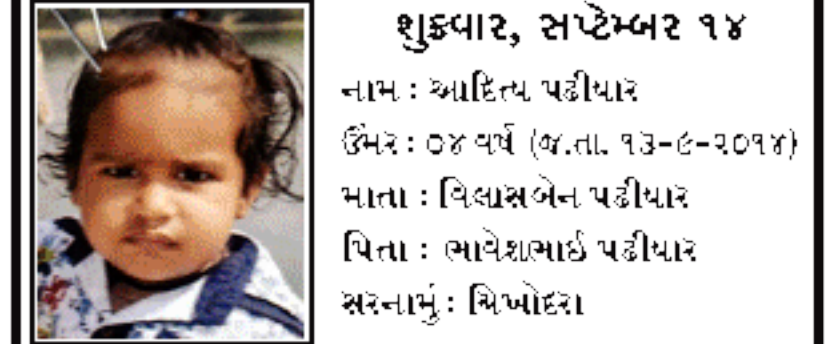 શુક્રવાર, સપ્ટેમ્બર ૧૪
નામ : આદિત્ય પઢીયાર
ઉંમર : ૦૪ વર્ષ (જ.તા. ૧૩-૯-૨૦૧૪)
માતા : વિલાસબેન પઢીયાર
પિતા : ભાવેશભાઈ પઢીયાર
સરનામું : ચિખોદરા